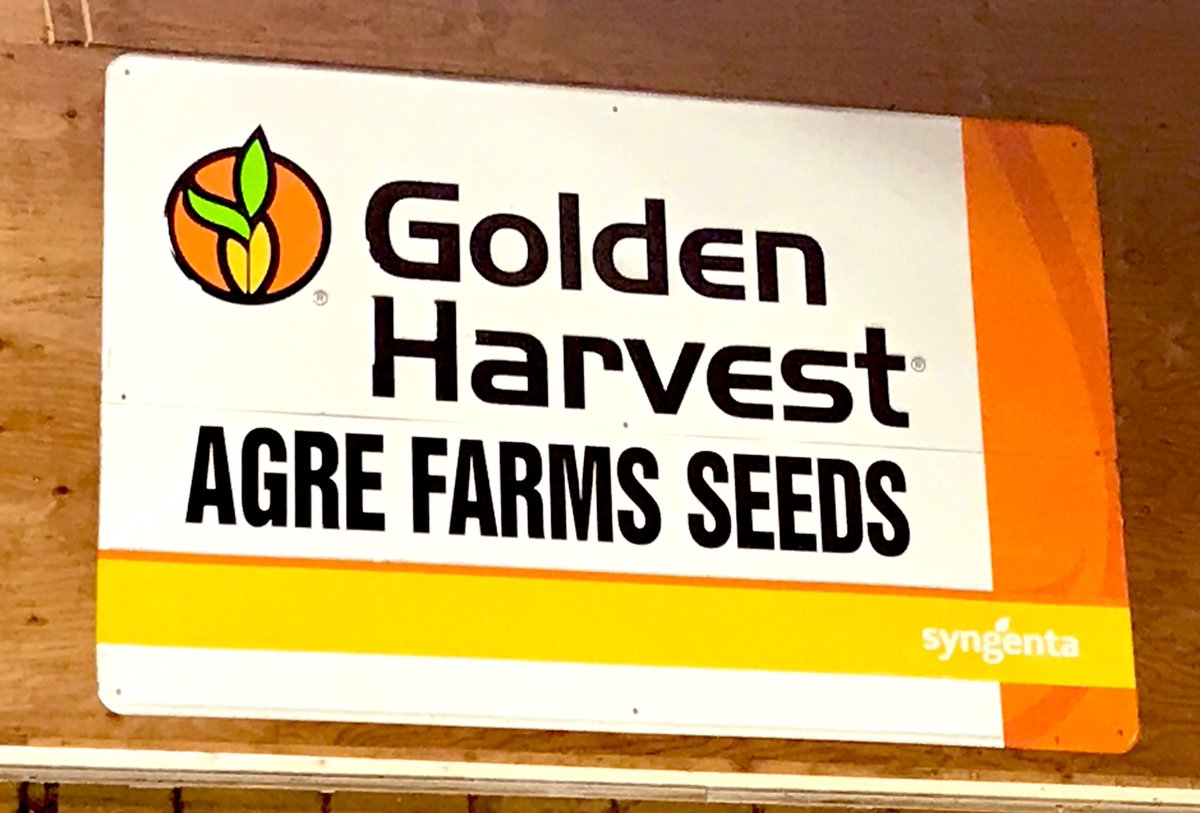 Golden
Harvest®
®
AGRE FARMS SEEDS
syngenta